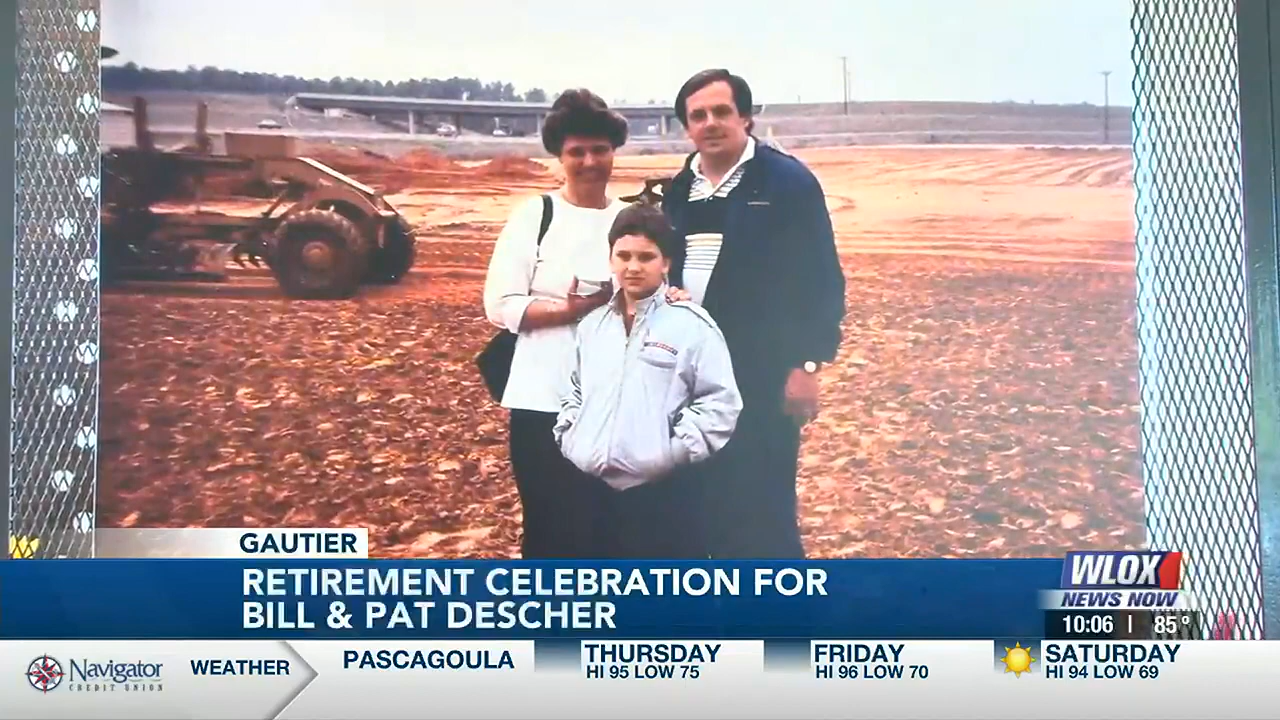 GAUTIER
RETIREMENT CELEBRATION FOR
BILL & PAT DESCHER
WLOX
NEWS NOW
10:06 | 85°
Navigator
CREDIT UNION
WEATHER
PASCAGOULA
THURSDAY
HI 95 LOW 75
FRIDAY
HI 96 LOW 70
SATURDAY
HI 94 LOW 69